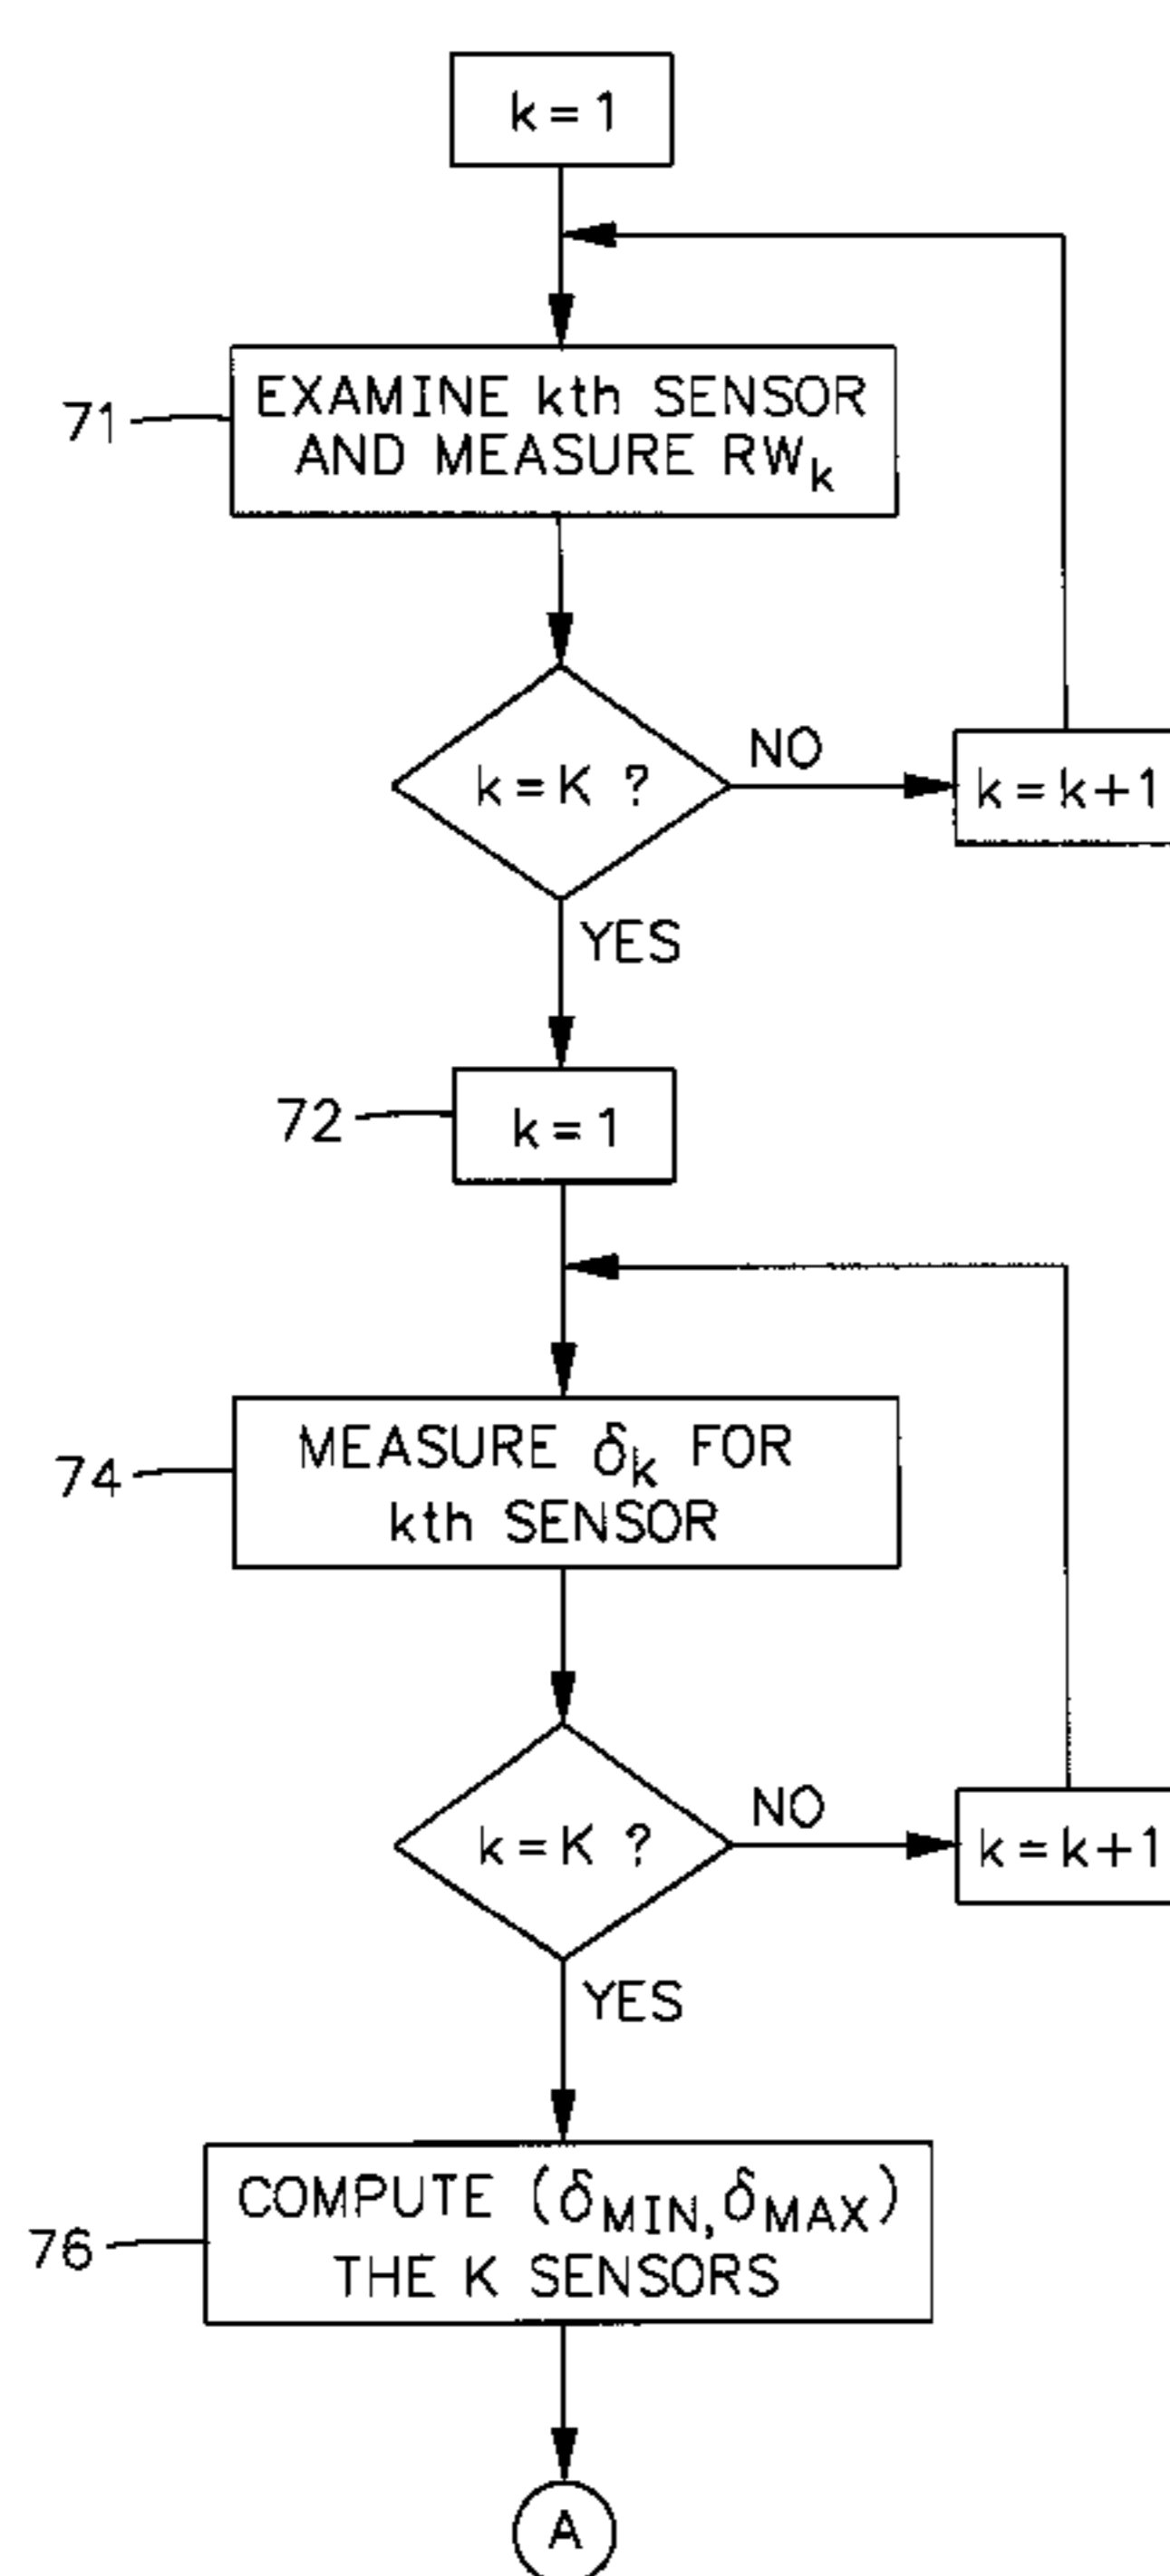 k = 1
71
EXAMINE kth SENSOR
AND MEASURE RWk
k = K ?
NO
k = k+1
YES
72
k = 1
74
MEASURE δk FOR
kth SENSOR
k = K ?
NO
k = k+1
YES
76
COMPUTE (δMIN, δMAX)
THE K SENSORS
A